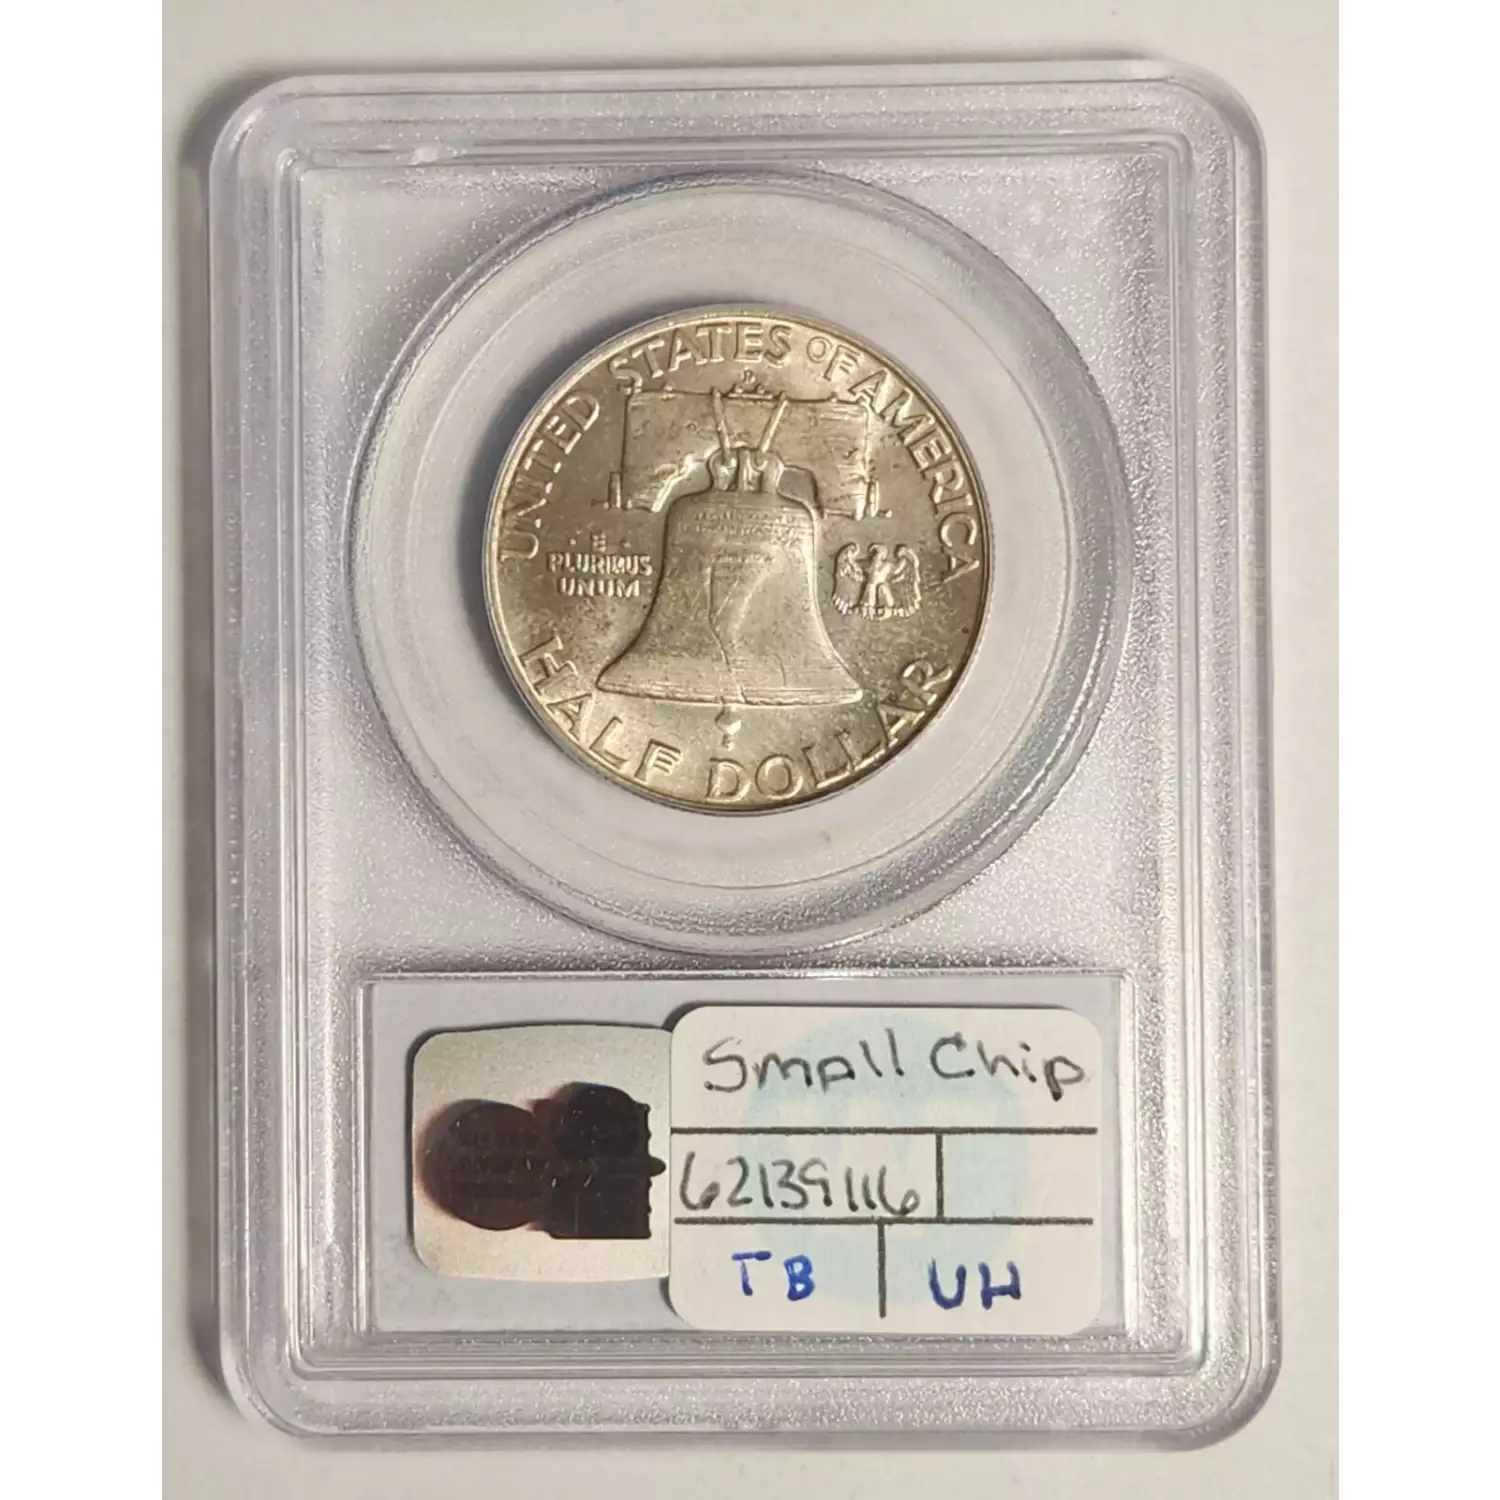 UNITED STATES OF AMERICA
D
· E ·
PLURIBUS
UNUM
HALF DOLLAR
Small Chip
62139116
TB UH